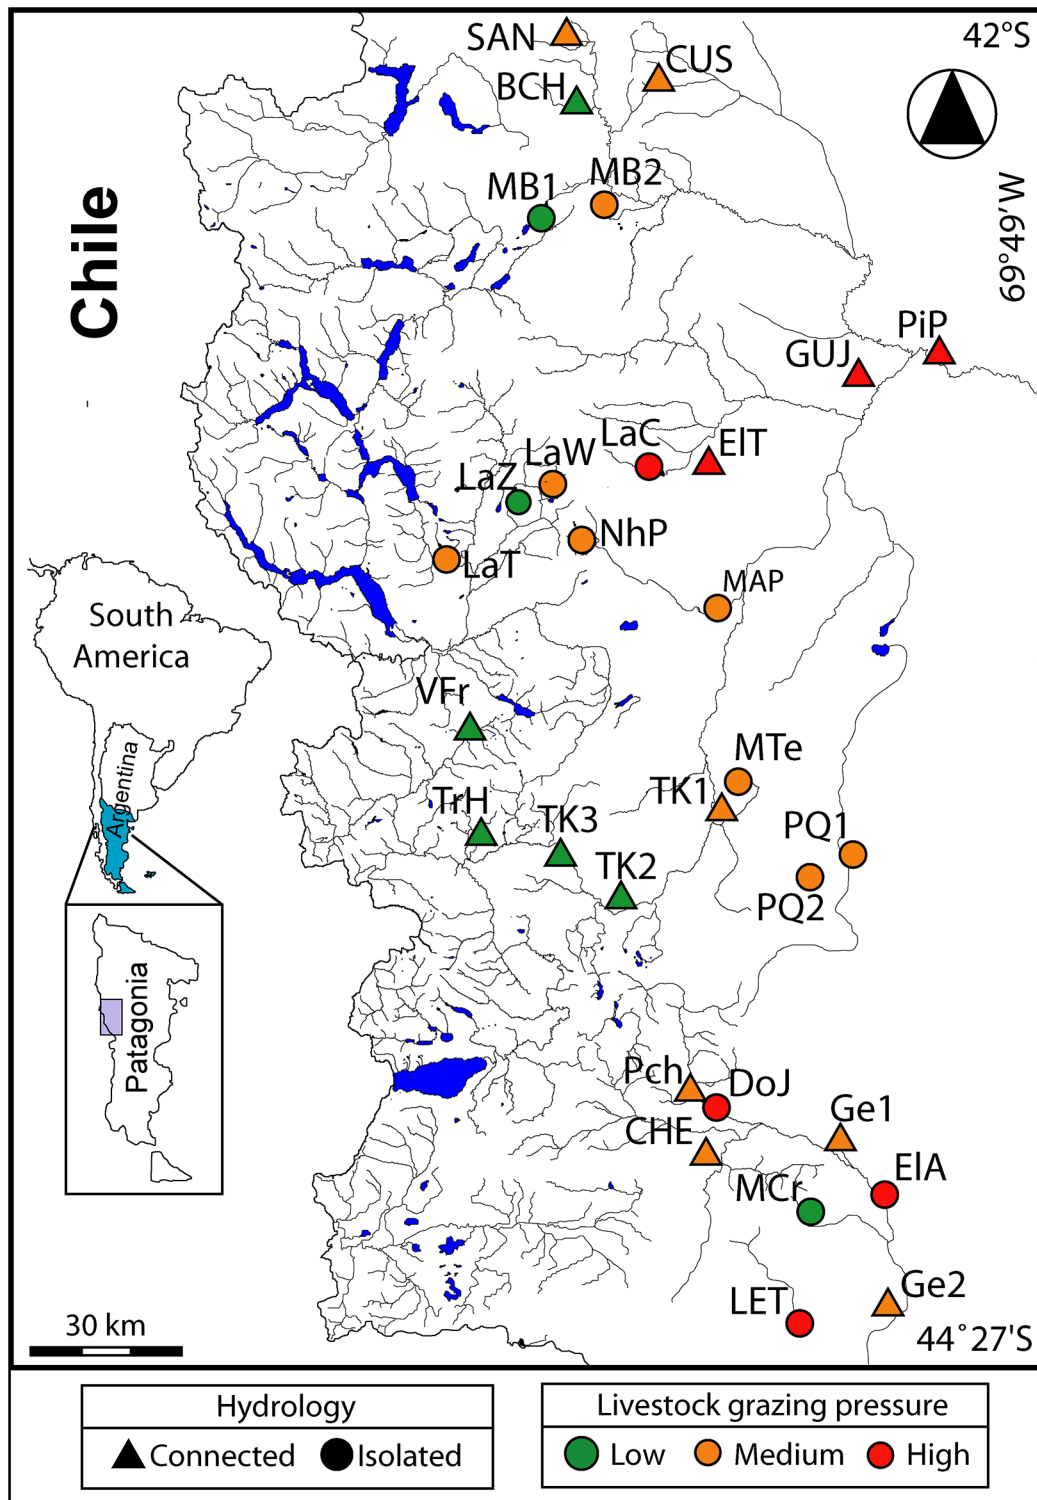 SAN
42°S
CUS
BCH
MB2
MB1
69°49'W
Chile
PiP
GUJ
LaC
ElT
LaW
LaZ
NhP
LaT
MAP
South
America
VFr
Argentina
MTe
TK1
TrH
TK3
PQ1
TK2
PQ2
Patagonia
Pch
DoJ
Ge1
CHE
ElA
MCr
Ge2
LET
30 km
44°27'S
Hydrology
Connected Isolated
Livestock grazing pressure
Low Medium High